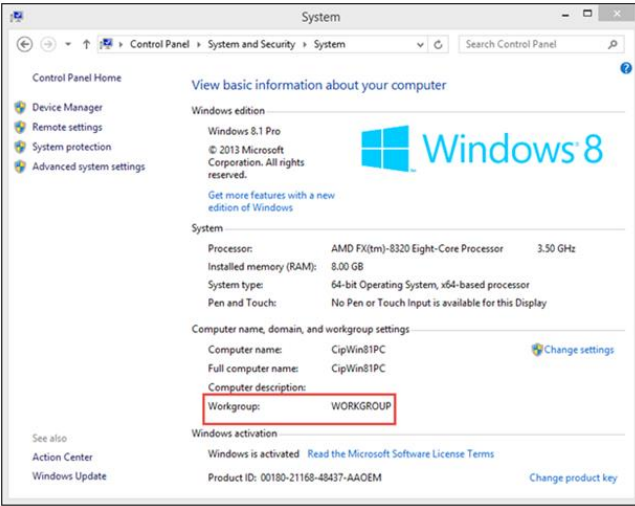 System
Control Panel ▸ System and Security ▸ System
Search Control Panel
Control Panel Home
Device Manager
Remote settings
System protection
Advanced system settings
See also
Action Center
Windows Update
View basic information about your computer
Windows edition
Windows 8.1 Pro
© 2013 Microsoft
Corporation. All rights
reserved.
Get more features with a new
edition of Windows
Windows 8
System
Processor: AMD FX(tm)-8320 Eight-Core Processor 3.50 GHz
Installed memory (RAM): 8.00 GB
System type: 64-bit Operating System, x64-based processor
Pen and Touch: No Pen or Touch Input is available for this Display
Computer name, domain, and workgroup settings
Computer name: CipWin81PC Change settings
Full computer name: CipWin81PC
Computer description:
Workgroup: WORKGROUP
Windows activation
Windows is activated Read the Microsoft Software License Terms
Product ID: 00180-21168-48437-AAOEM Change product key